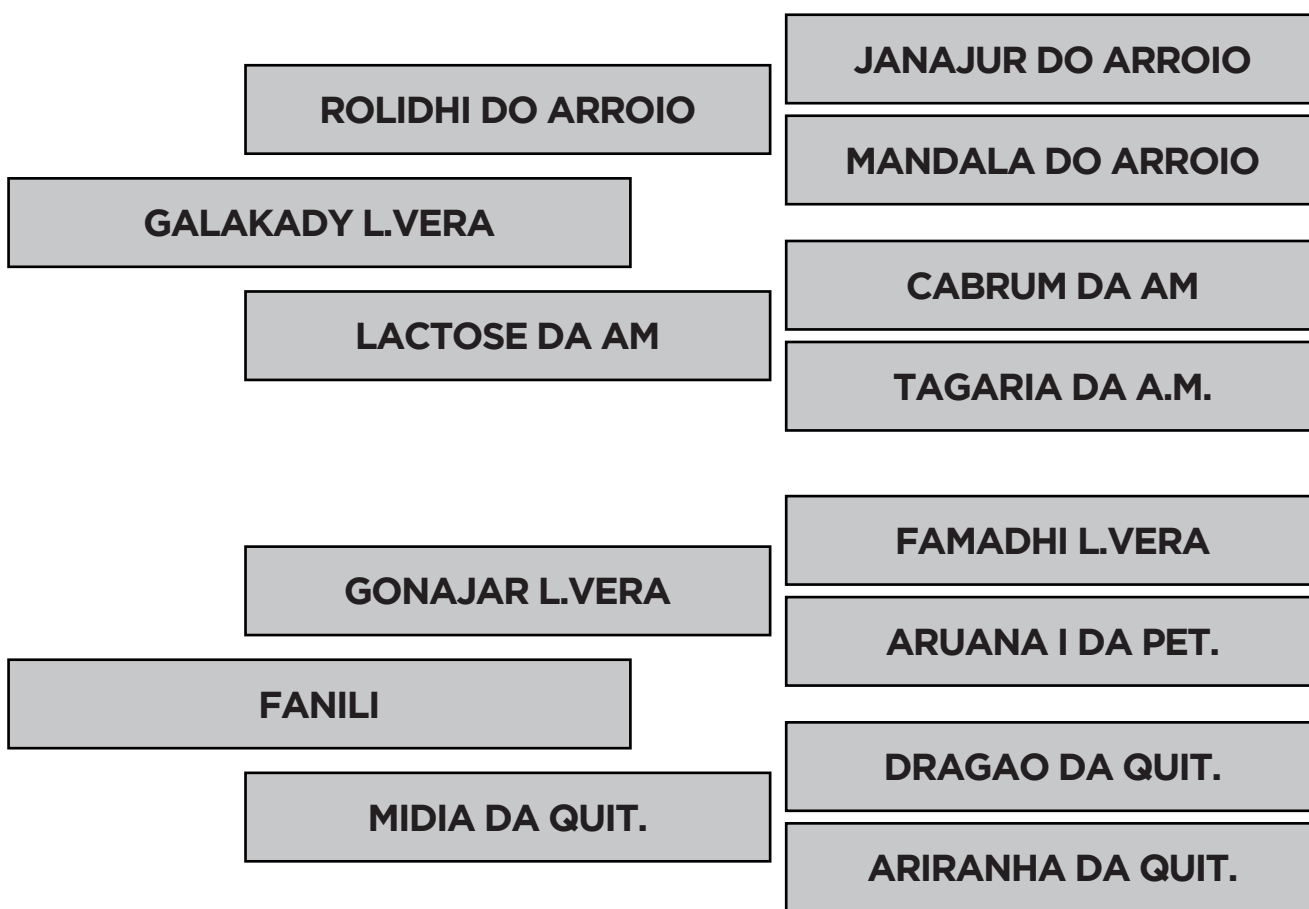 JANAJUR DO ARROIO
ROLIDHI DO ARROIO
MANDALA DO ARROIO
GALAKADY L.VERA
CABRUM DA AM
LACTOSE DA AM
TAGARIA DA A.M.
FAMADHI L.VERA
GONAJAR L.VERA
ARUANA I DA PET.
FANILI
DRAGAO DA QUIT.
MIDIA DA QUIT.
ARIRANHA DA QUIT.